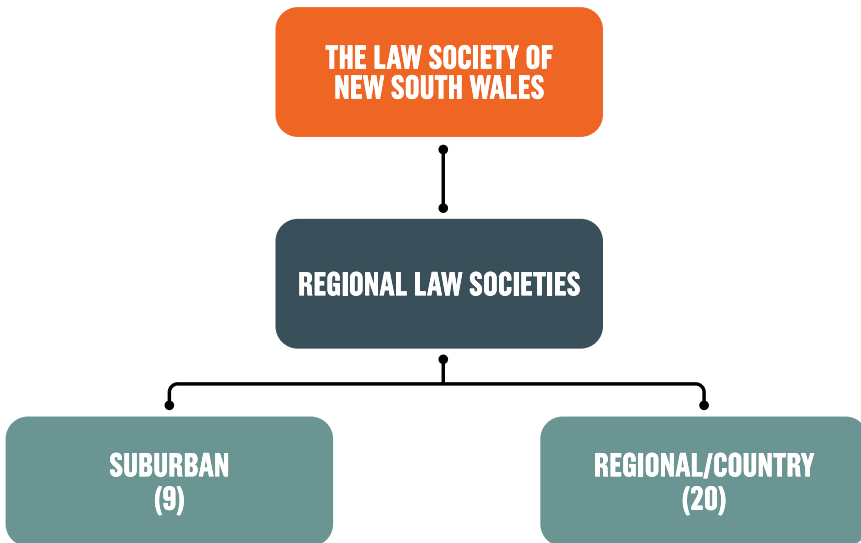 THE LAW SOCIETY OF
NEW SOUTH WALES
REGIONAL LAW SOCIETIES
SUBURBAN
(9)
REGIONAL/COUNTRY
(20)